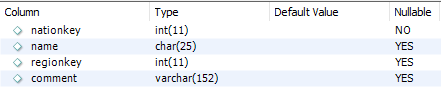 Column Type Default Value Nullable
nationkey int(11) NO
name char(25) YES
regionkey int(11) YES
comment varchar(152) YES